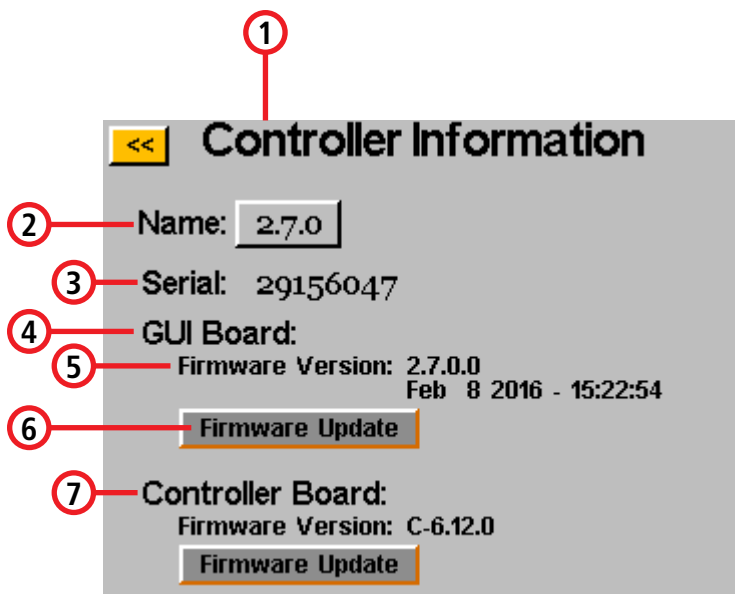 1
<< Controller Information
2 Name: 2.7.0
3 Serial: 29156047
4 GUI Board:
5 Firmware Version: 2.7.0.0
Feb 8 2016 - 15:22:54
6 Firmware Update
7 Controller Board:
Firmware Version: C-6.12.0
Firmware Update